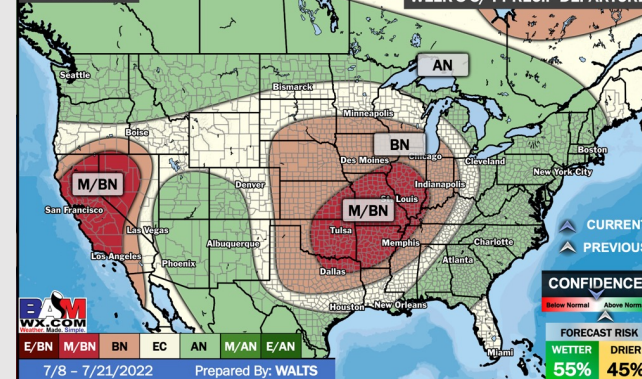 AN
Seattle
Bismarck
Minneapolis
Boise
BN
Boston
Des Moines
Chicago
Cleveland
New York City
M/BN
Denver
Indianapolis
St. Louis
San Francisco
M/BN
Las Vegas
Tulsa
Charlotte
CURRENT
Albuquerque
Memphis
PREVIOUS
Los Angeles
Phoenix
Atlanta
Dallas
CONFIDENCE
BAM
Houston
New Orleans
Below Normal
WX.COM
Weather. Made. Simple.
FORECAST RISK
E/BN M/BN BN EC AN M/AN E/AN
Miami
WETTER
DRIER
7/8 – 7/21/2022 Prepared By: WALTS
55%
45%